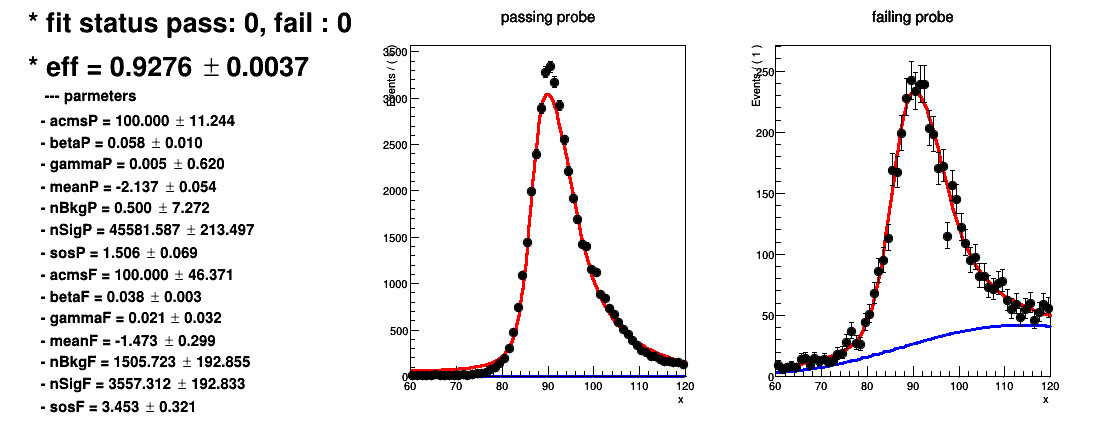 * fit status pass: 0, fail : 0
* eff = 0.9276 ± 0.0037
--- parmeters
- acmsP = 100.000 ± 11.244
- betaP = 0.058 ± 0.010
- gammaP = 0.005 ± 0.620
- meanP = -2.137 ± 0.054
- nBkgP = 0.500 ± 7.272
- nSigP = 45581.587 ± 213.497
- sosP = 1.506 ± 0.069
- acmsF = 100.000 ± 46.371
- betaF = 0.038 ± 0.003
- gammaF = 0.021 ± 0.032
- meanF = -1.473 ± 0.299
- nBkgF = 1505.723 ± 192.855
- nSigF = 3557.312 ± 192.833
- sosF = 3.453 ± 0.321
passing probe
Events / ( 
3500
3000
2500
2000
1500
1000
500
0
60 70 80 90 100 110 120
x
failing probe
Events / ( 1 )
250
200
150
100
50
0
60 70 80 90 100 110 120
x